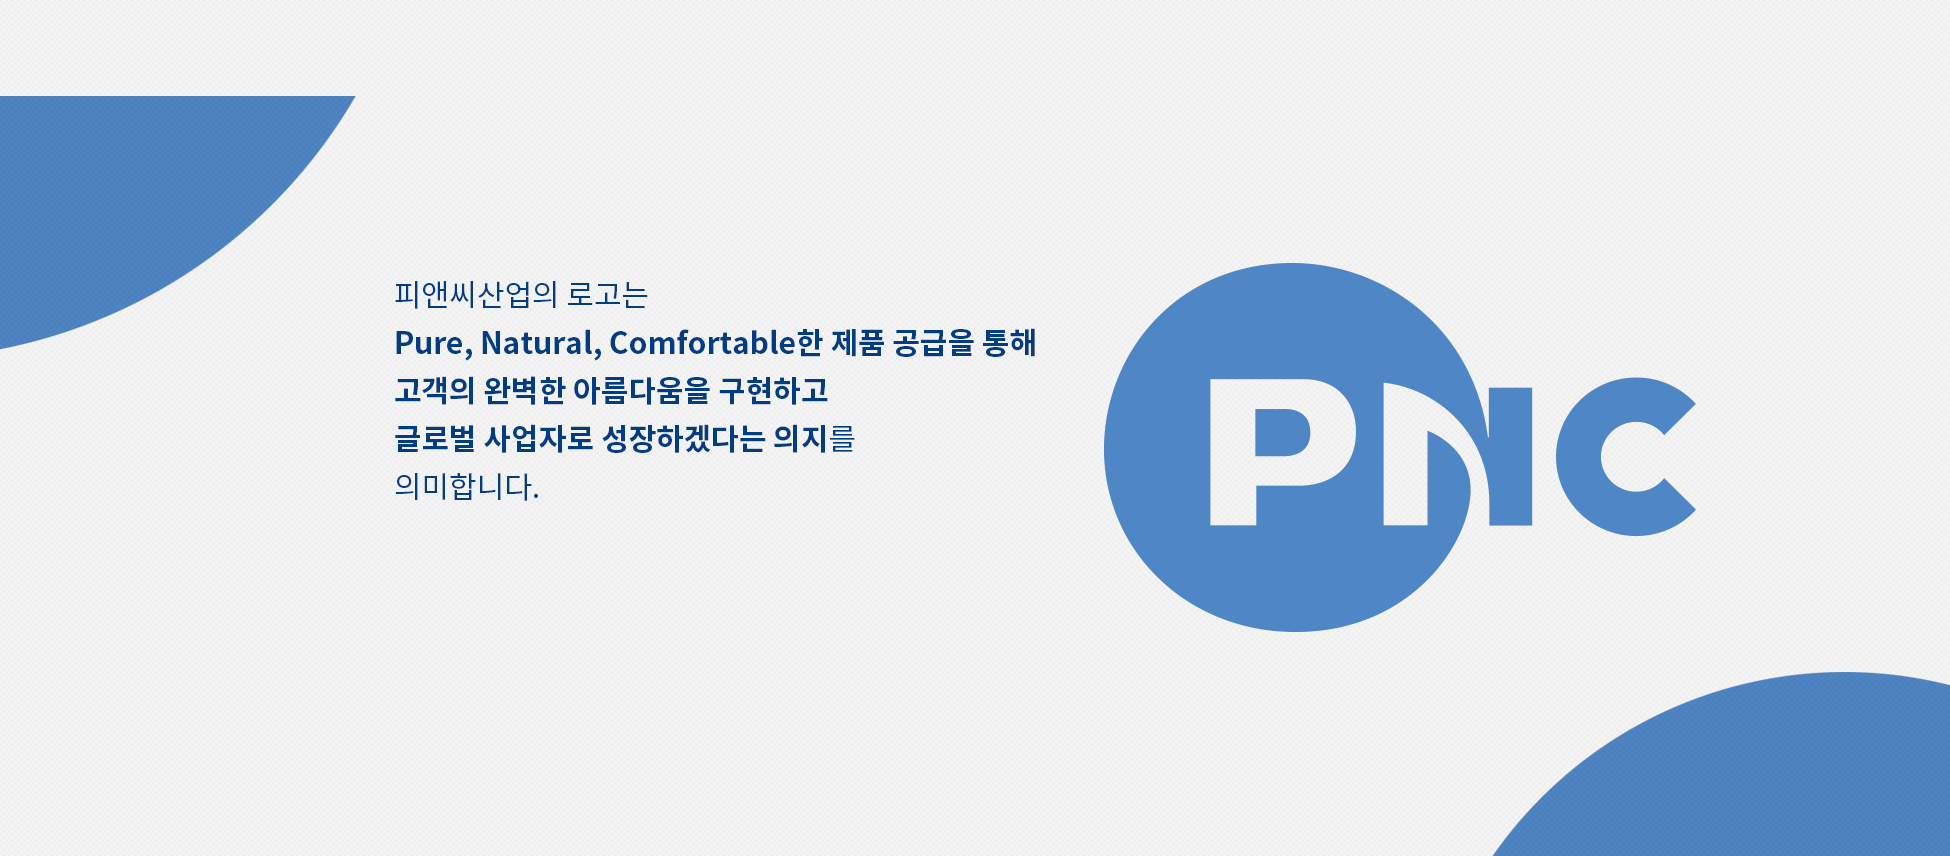 피앤씨산업의 로고는
Pure, Natural, Comfortable한 제품 공급을 통해
고객의 완벽한 아름다움을 구현하고
글로벌 사업자로 성장하겠다는 의지를
의미합니다.
PNC